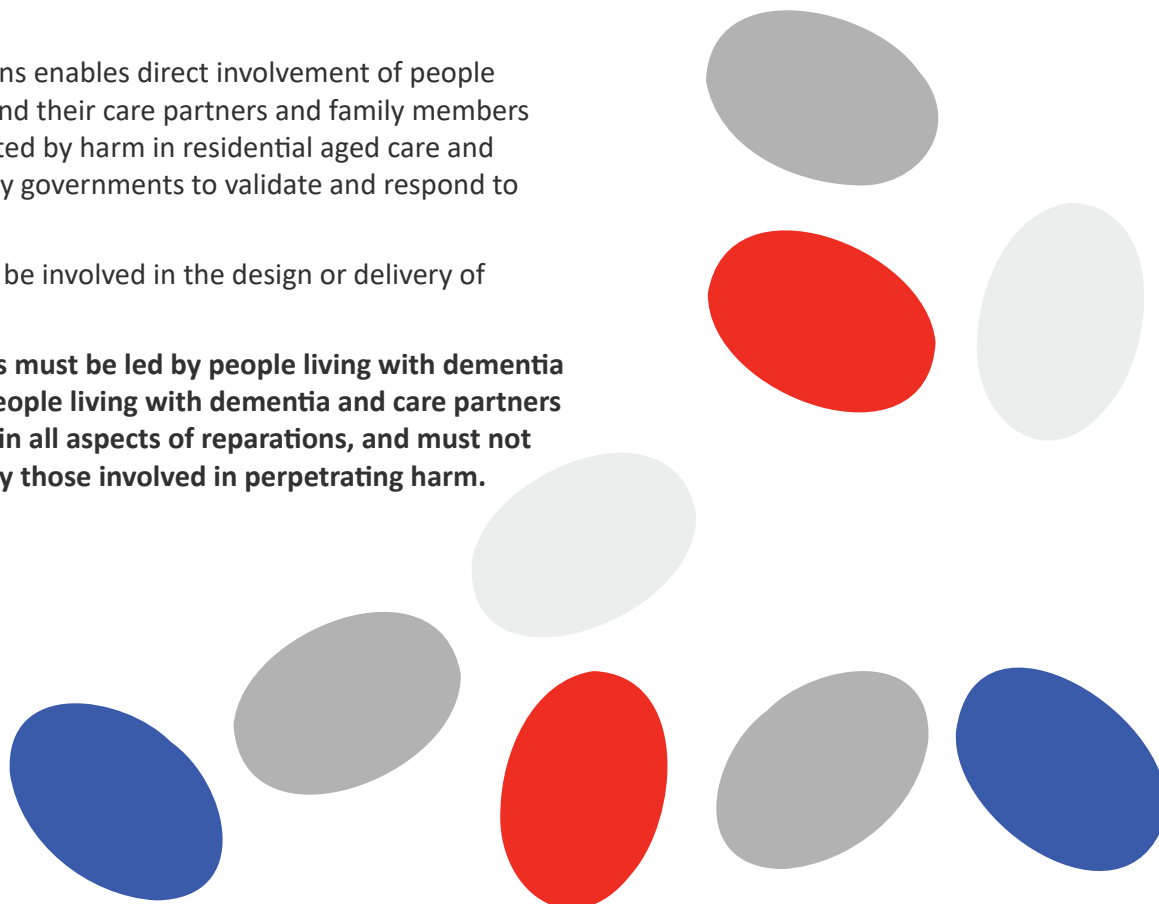 ns enables direct involvement of people
nd their care partners and family members
ted by harm in residential aged care and
y governments to validate and respond to
be involved in the design or delivery of
s must be led by people living with dementia
eople living with dementia and care partners
in all aspects of reparations, and must not
y those involved in perpetrating harm.